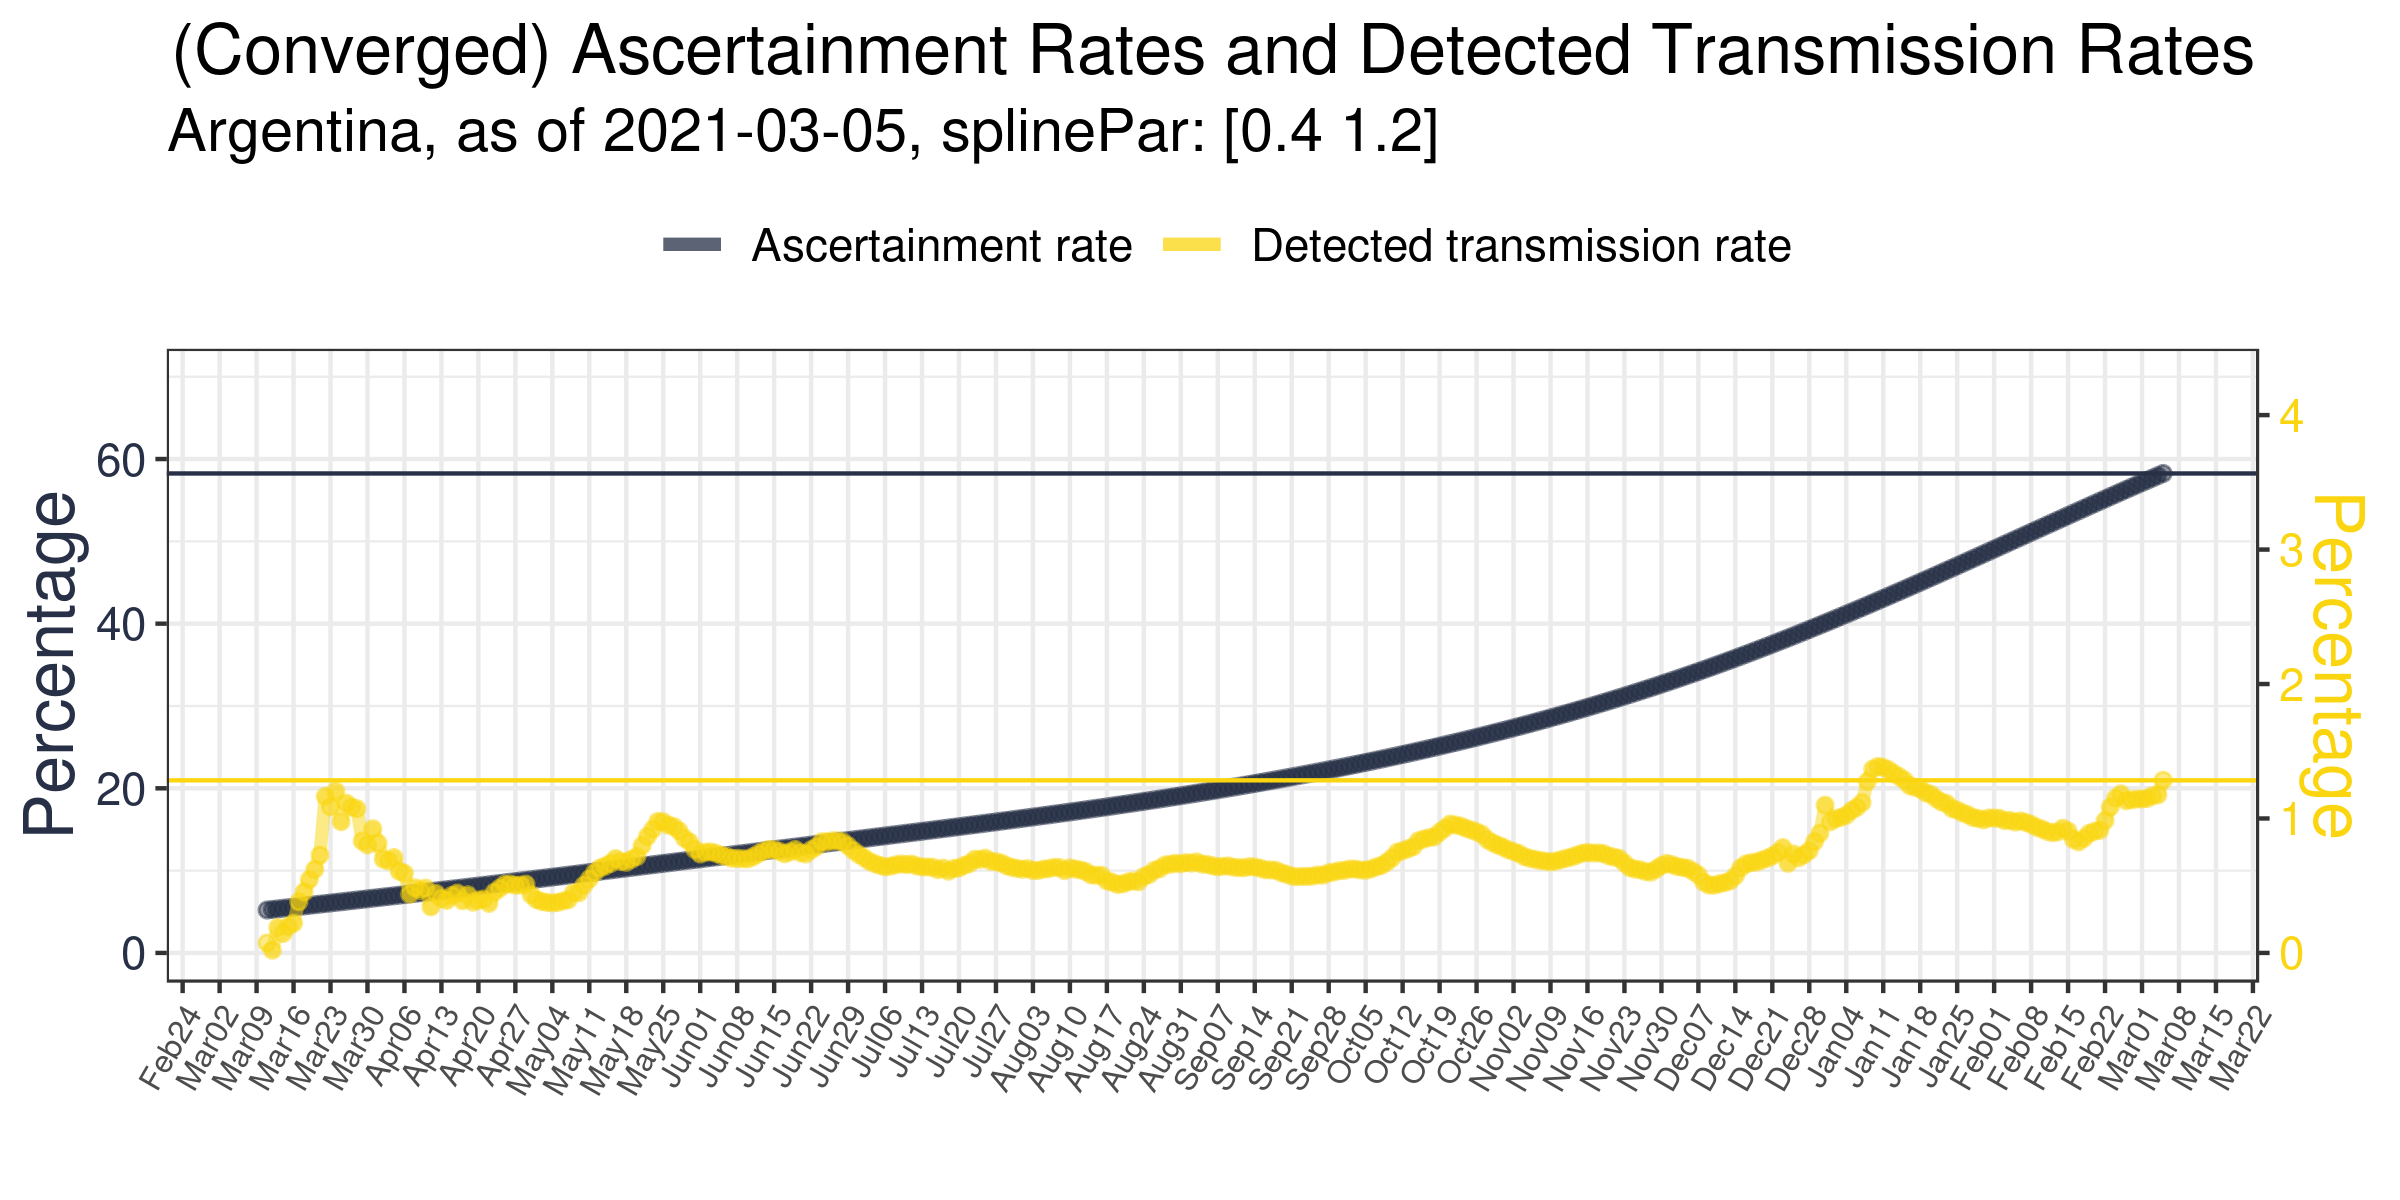 (Converged) Ascertainment Rates and Detected Transmission Rates
Argentina, as of 2021-03-05, splinePar: [0.4 1.2]
Ascertainment rate Detected transmission rate
Percentage
60
40
20
0
4
3
2
1
0
Percentage
Feb24 Mar02 Mar09 Mar16 Mar23 Mar30 Apr06 Apr13 Apr20 Apr27 May04 May11 May18 May25 Jun01 Jun08 Jun15 Jun22 Jun29 Jul06 Jul13 Jul20 Jul27 Aug03 Aug10 Aug17 Aug24 Aug31 Sep07 Sep14 Sep21 Sep28 Oct05 Oct12 Oct19 Oct26 Nov02 Nov09 Nov16 Nov23 Nov30 Dec07 Dec14 Dec21 Dec28 Jan04 Jan11 Jan18 Jan25 Feb01 Feb08 Feb15 Feb22 Mar01 Mar08 Mar15 Mar22